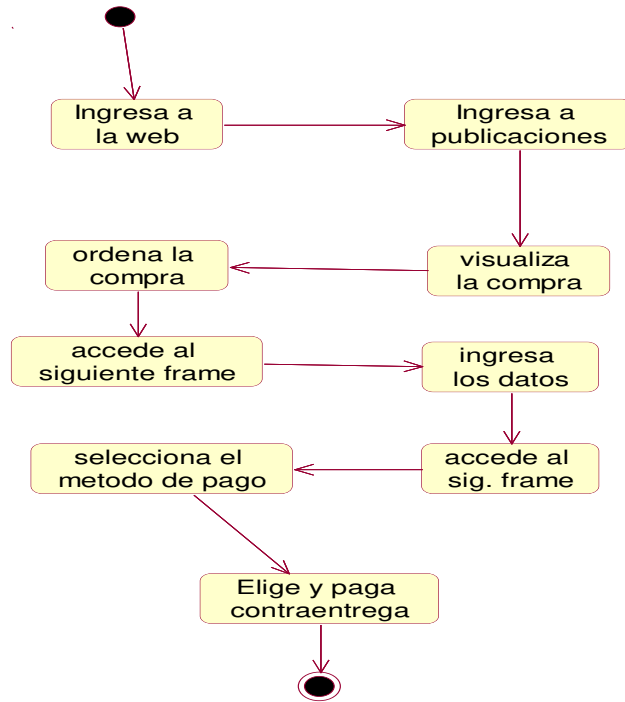 Ingresa a
la web
Ingresa a
publicaciones
visualiza
la compra
ordena la
compra
accede al
siguiente frame
ingresa
los datos
accede al
sig. frame
selecciona el
metodo de pago
Elige y paga
contraentrega